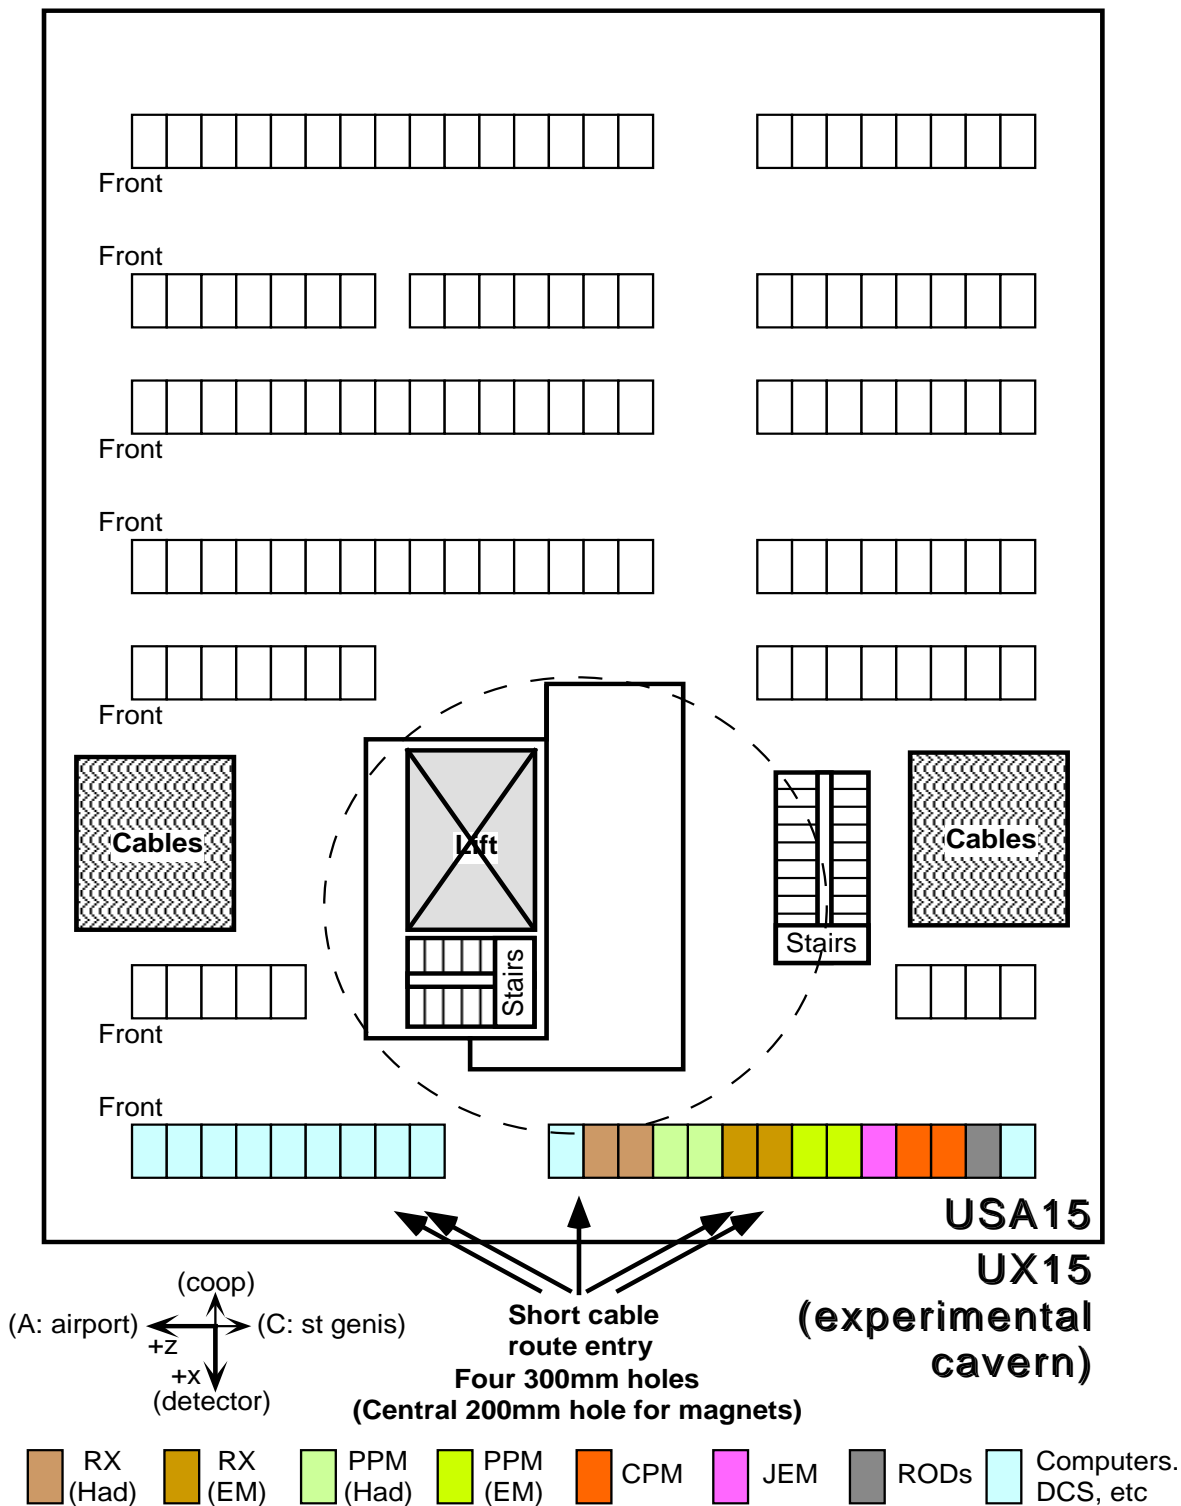 Front
Front
Front
Front
Front
Cables
Lift
Cables
Stairs
Stairs
Front
Front
USA15
UX15
(experimental
cavern)
(coop)
(A: airport)
(C: st genis)
+z
+x
(detector)
Short cable
route entry
Four 300mm holes
(Central 200mm hole for magnets)
RX
(Had)
RX
(EM)
PPM
(Had)
PPM
(EM)
CPM
JEM
RODs
Computers.
DCS, etc